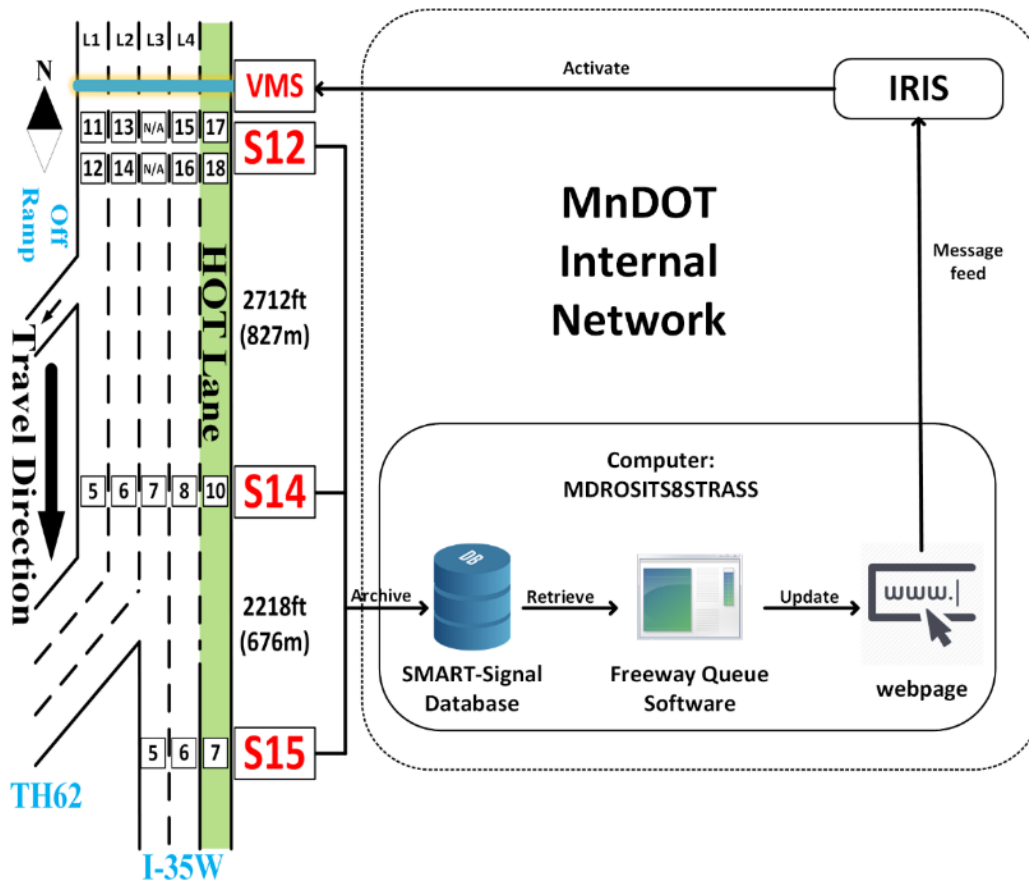 L1 L2 L3 L4
N
VMS
Activate
IRIS
11 13 N/A 15 17
S12
12 14 N/A 16 18
Off
Ramp
HOT Lane
MnDOT
Internal
Network
Message
feed
2712ft
(827m)
Travel Direction
Computer:
MDROSITS8STRASS
5 6 7 8 10
S14
DB
www.|
Archive
Retrieve
Update
2218ft
(676m)
SMART-Signal
Database
Freeway Queue
Software
webpage
5 6 7
S15
TH62
I-35W